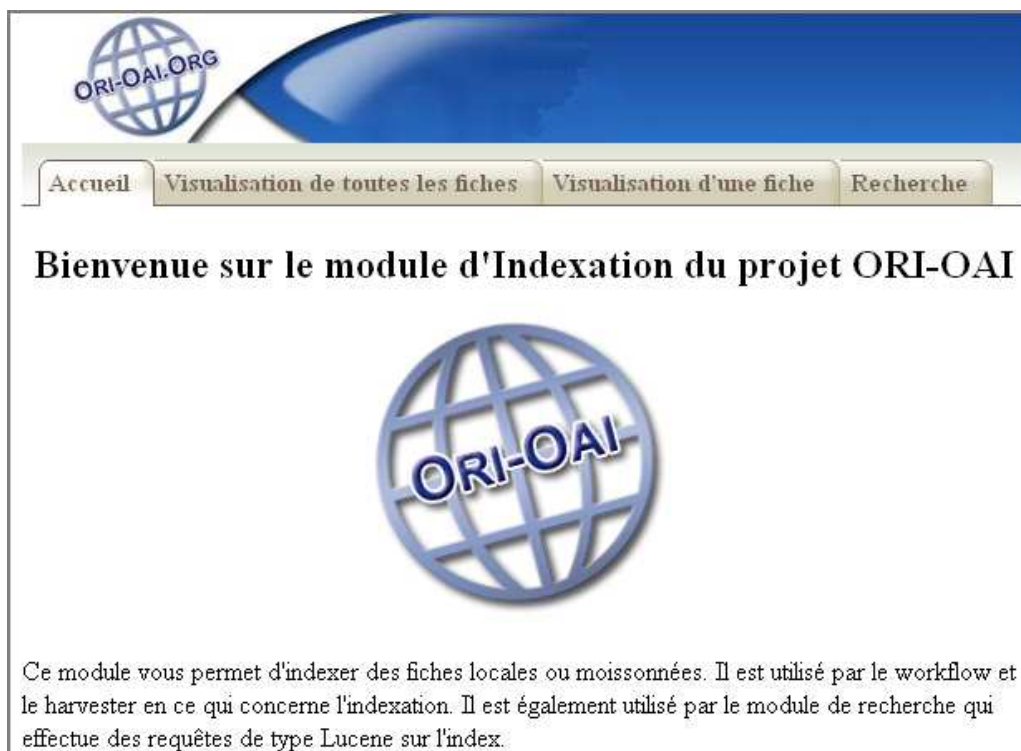 ORI-OAI.ORG
Accueil Visualisation de toutes les fiches Visualisation d'une fiche Recherche
Bienvenue sur le module d'Indexation du projet ORI-OAI
ORI-OAI
Ce module vous permet d'indexer des fiches locales ou moissonnées. Il est utilisé par le workflow et
le harvester en ce qui concerne l'indexation. Il est également utilisé par le module de recherche qui
effectue des requêtes de type Lucene sur l'index.